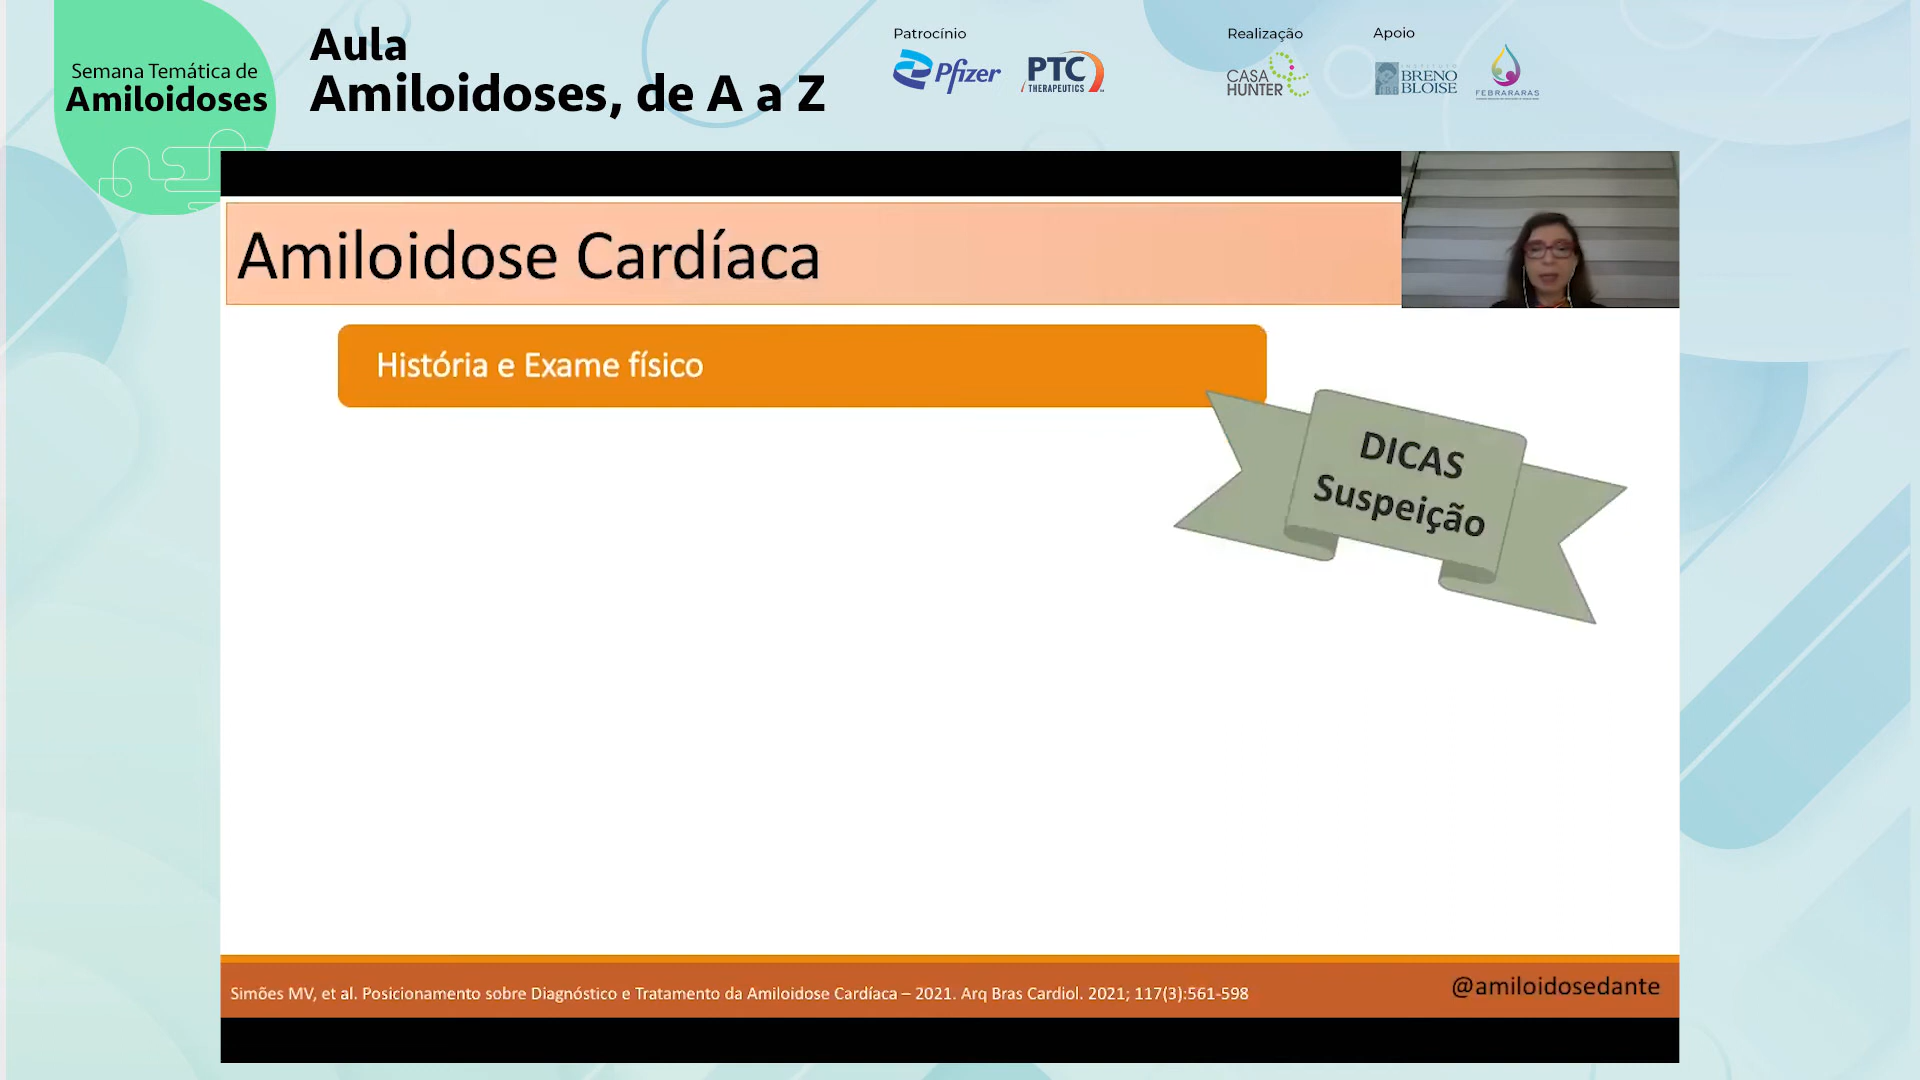 Semana Temática de
Amiloidoses
Aula
Amiloidoses, de A a Z
Patrocínio
Pfizer
PTC
THERAPEUTICS
Realização
CASA
HUNTER
Apoio
INSTITUTO
BRENO
BLOISE
FEBRARARAS
Amiloidose Cardíaca
História e Exame físico
DICAS
Suspeição
Simões MV, et al. Posicionamento sobre Diagnóstico e Tratamento da Amiloidose Cardíaca – 2021. Arq Bras Cardiol. 2021; 117(3):561-598
@amiloidosedante